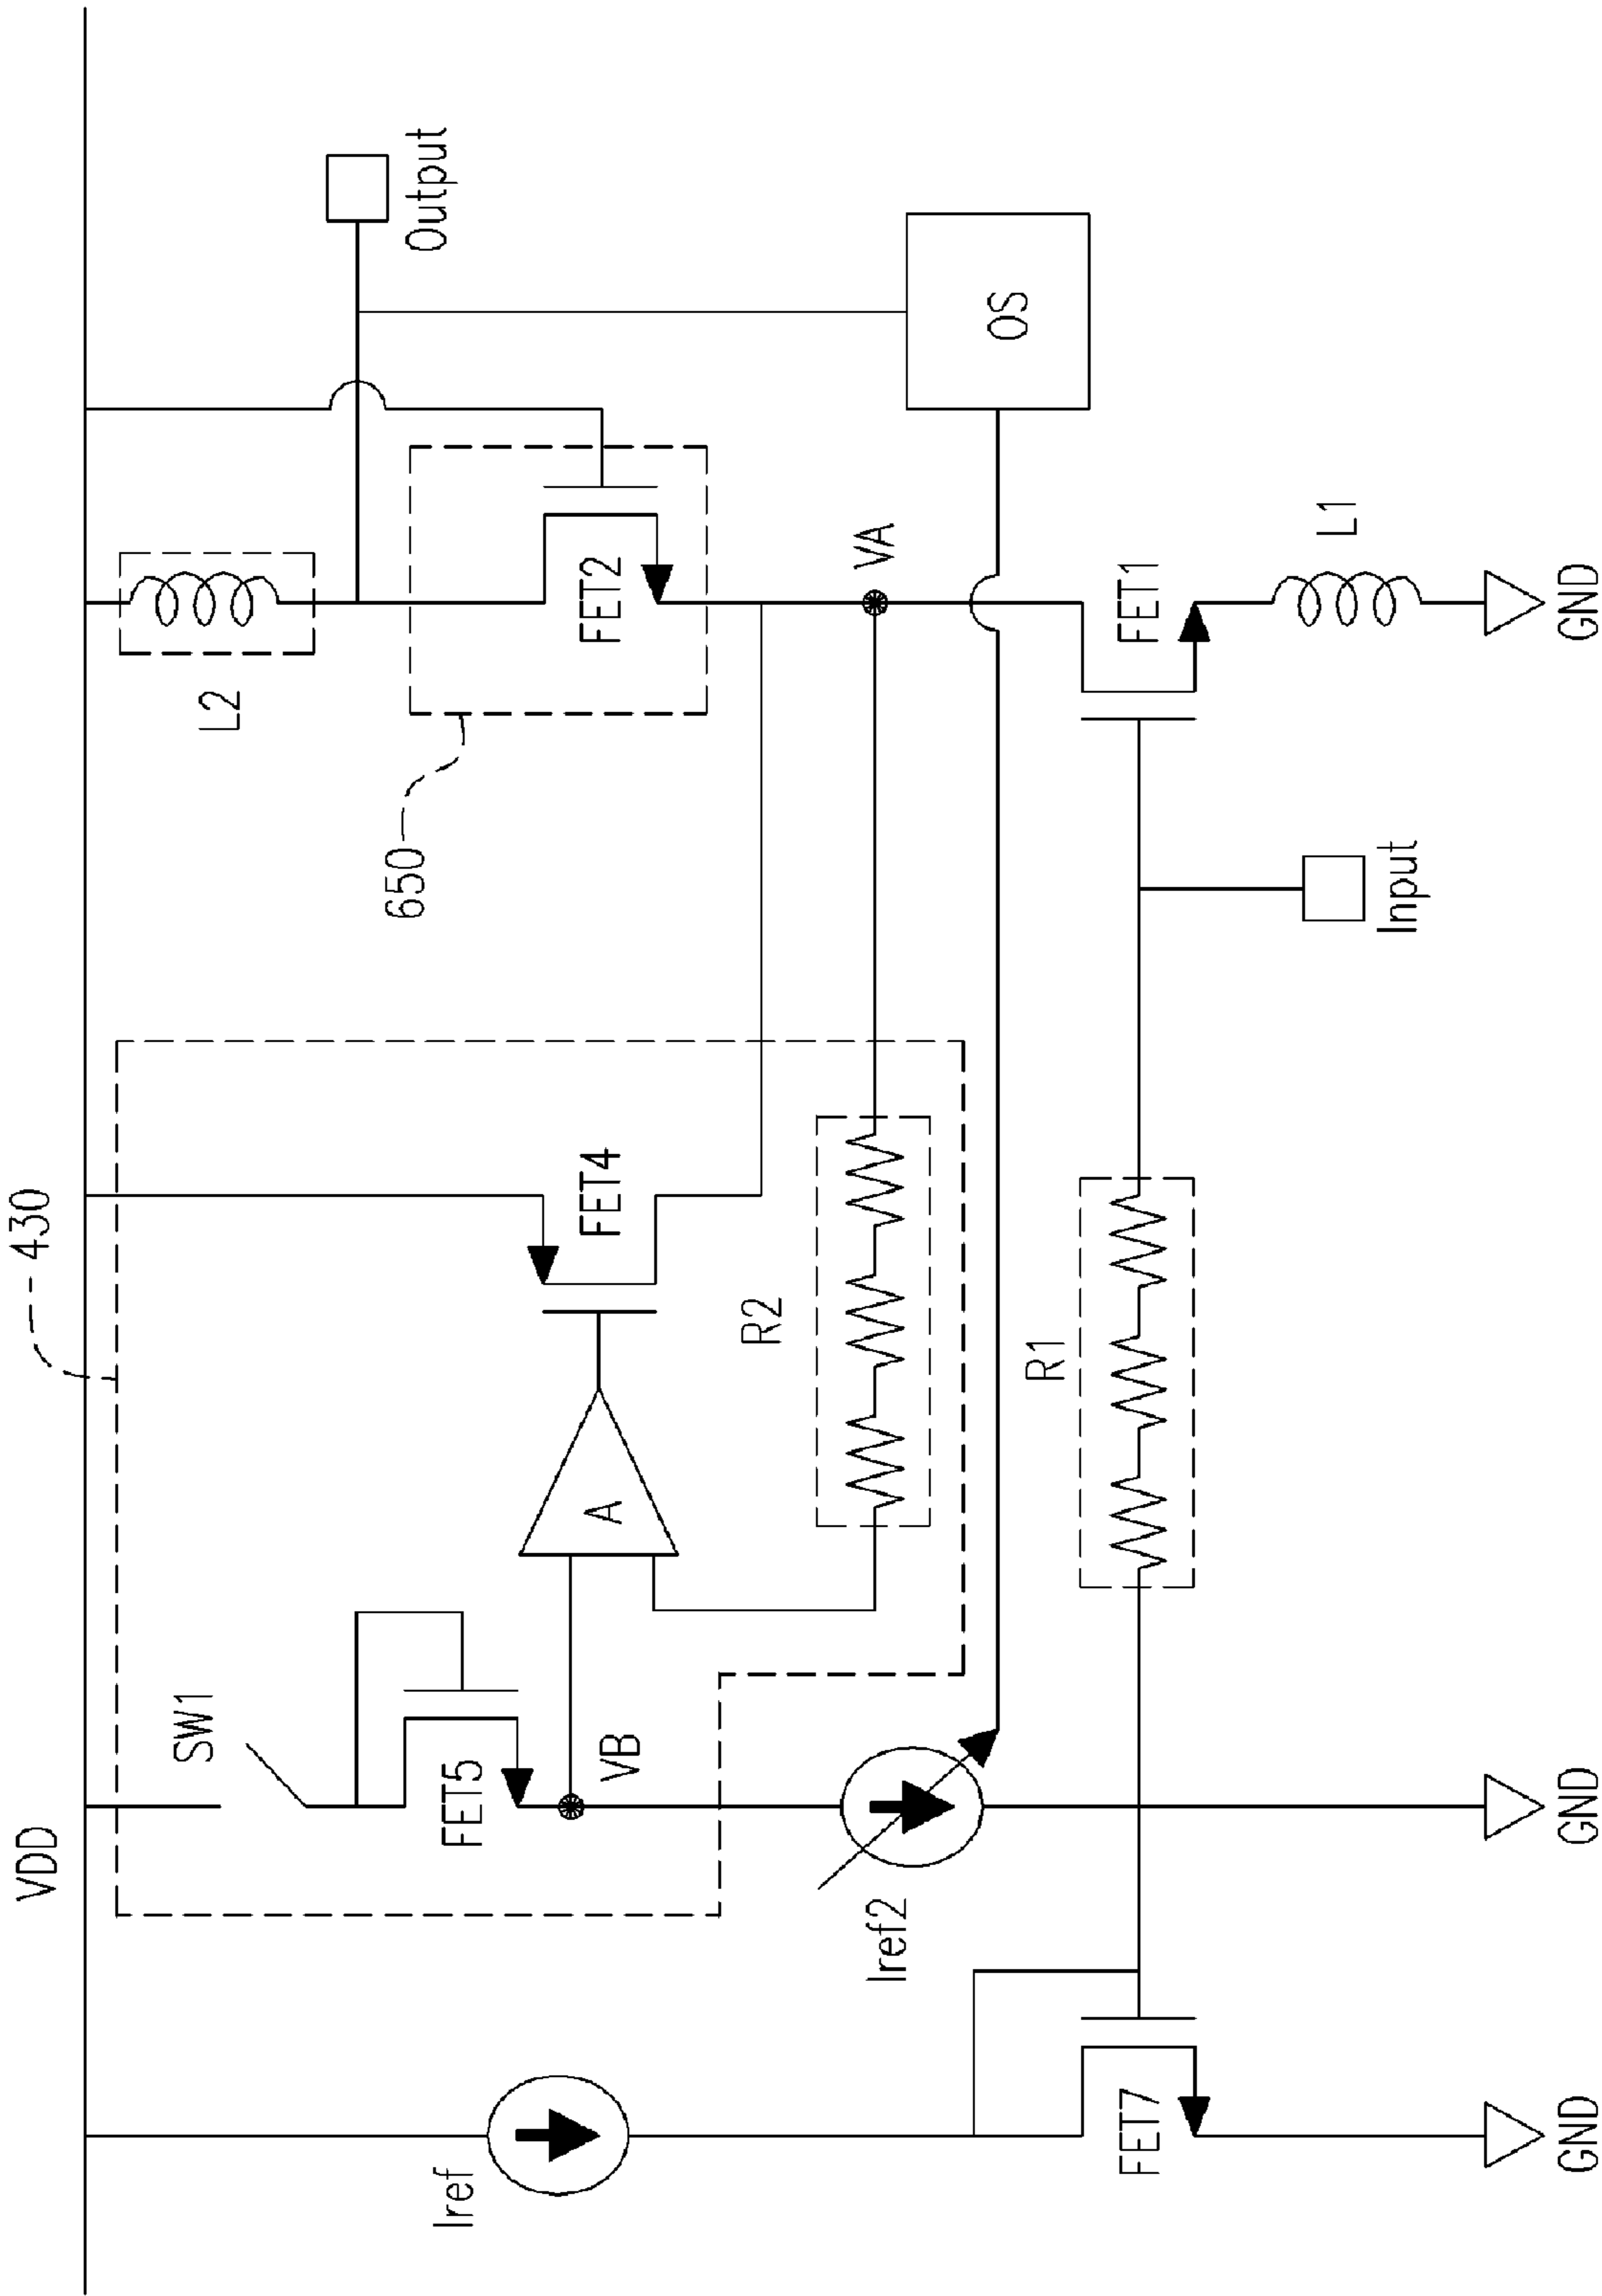 430
VDD
SW1
L2
Output
650
Iref
FET5
VB
A
FET4
FET2
R2
VA
OS
Iref2
R1
FET7
FET1
L1
Input
GND
GND
GND